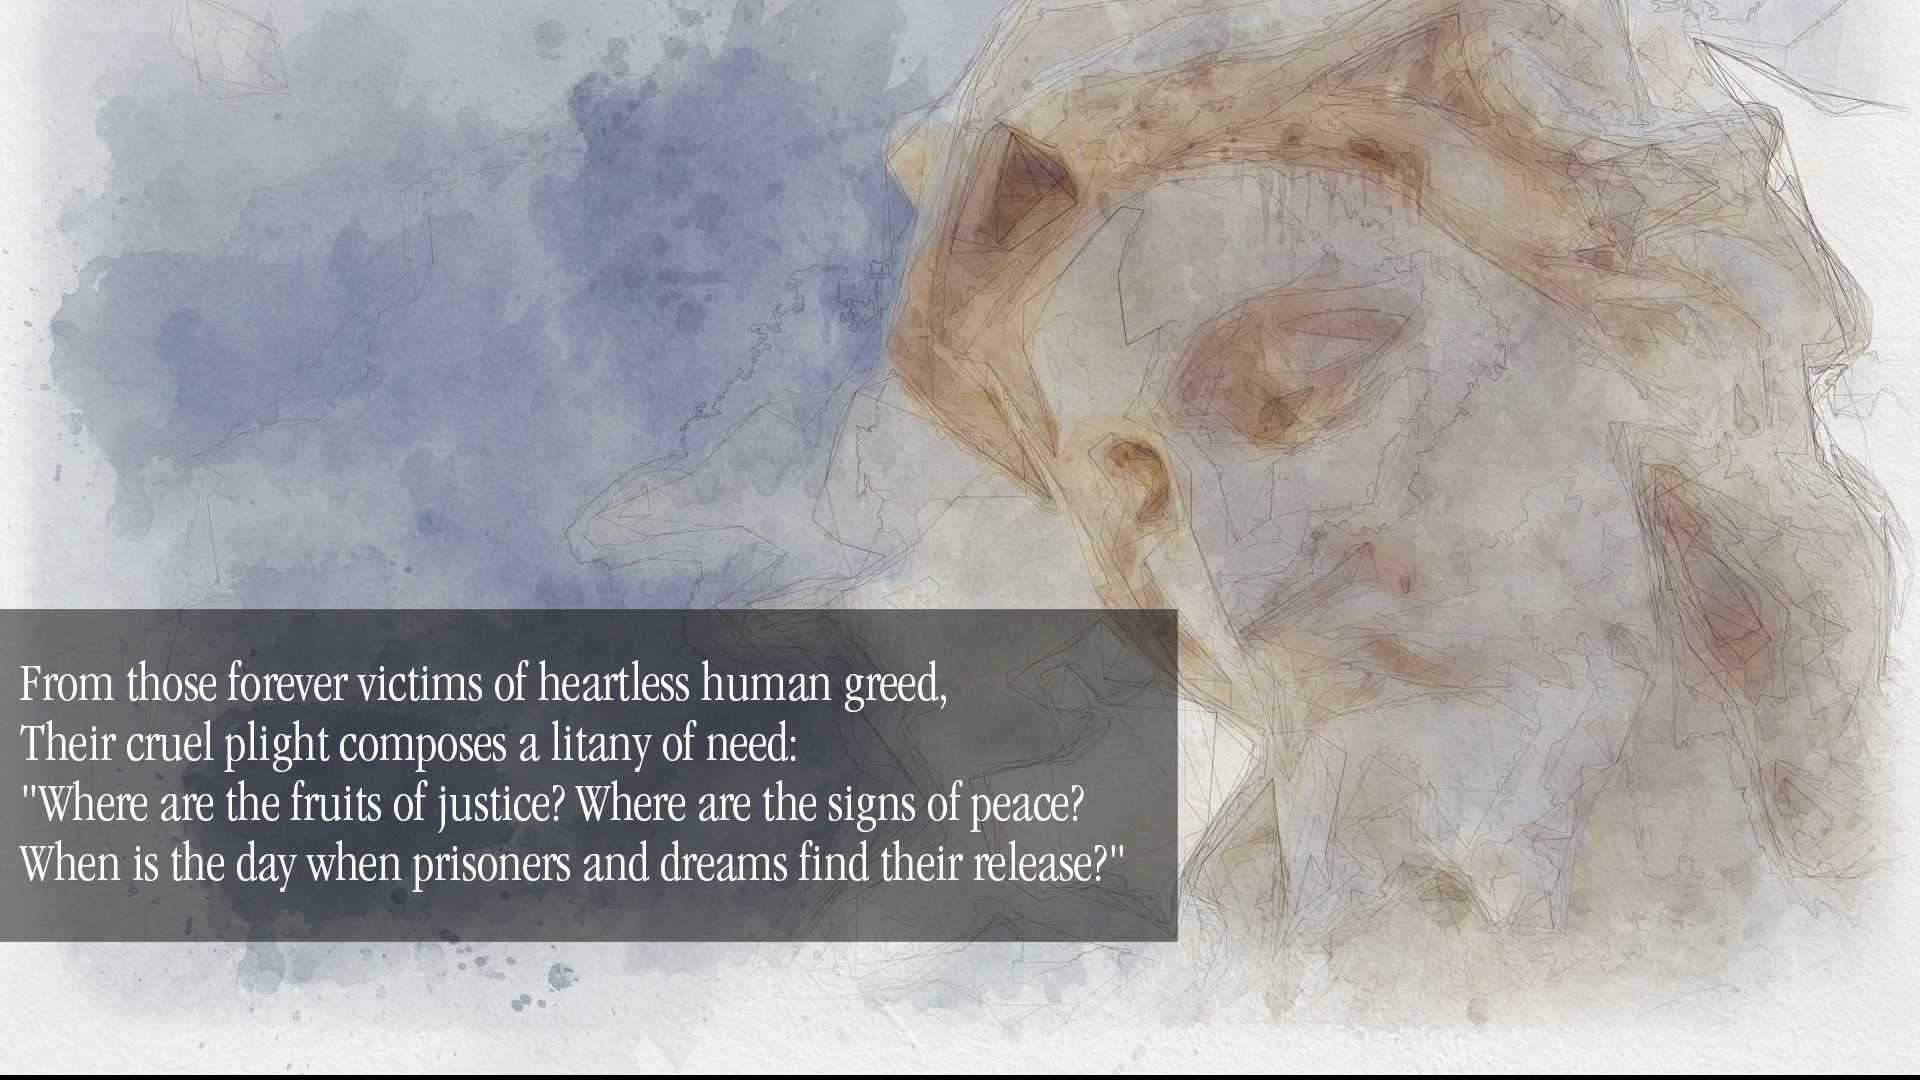 From those forever victims of heartless human greed,
Their cruel plight composes a litany of need:
"Where are the fruits of justice? Where are the signs of peace?
When is the day when prisoners and dreams find their release?"